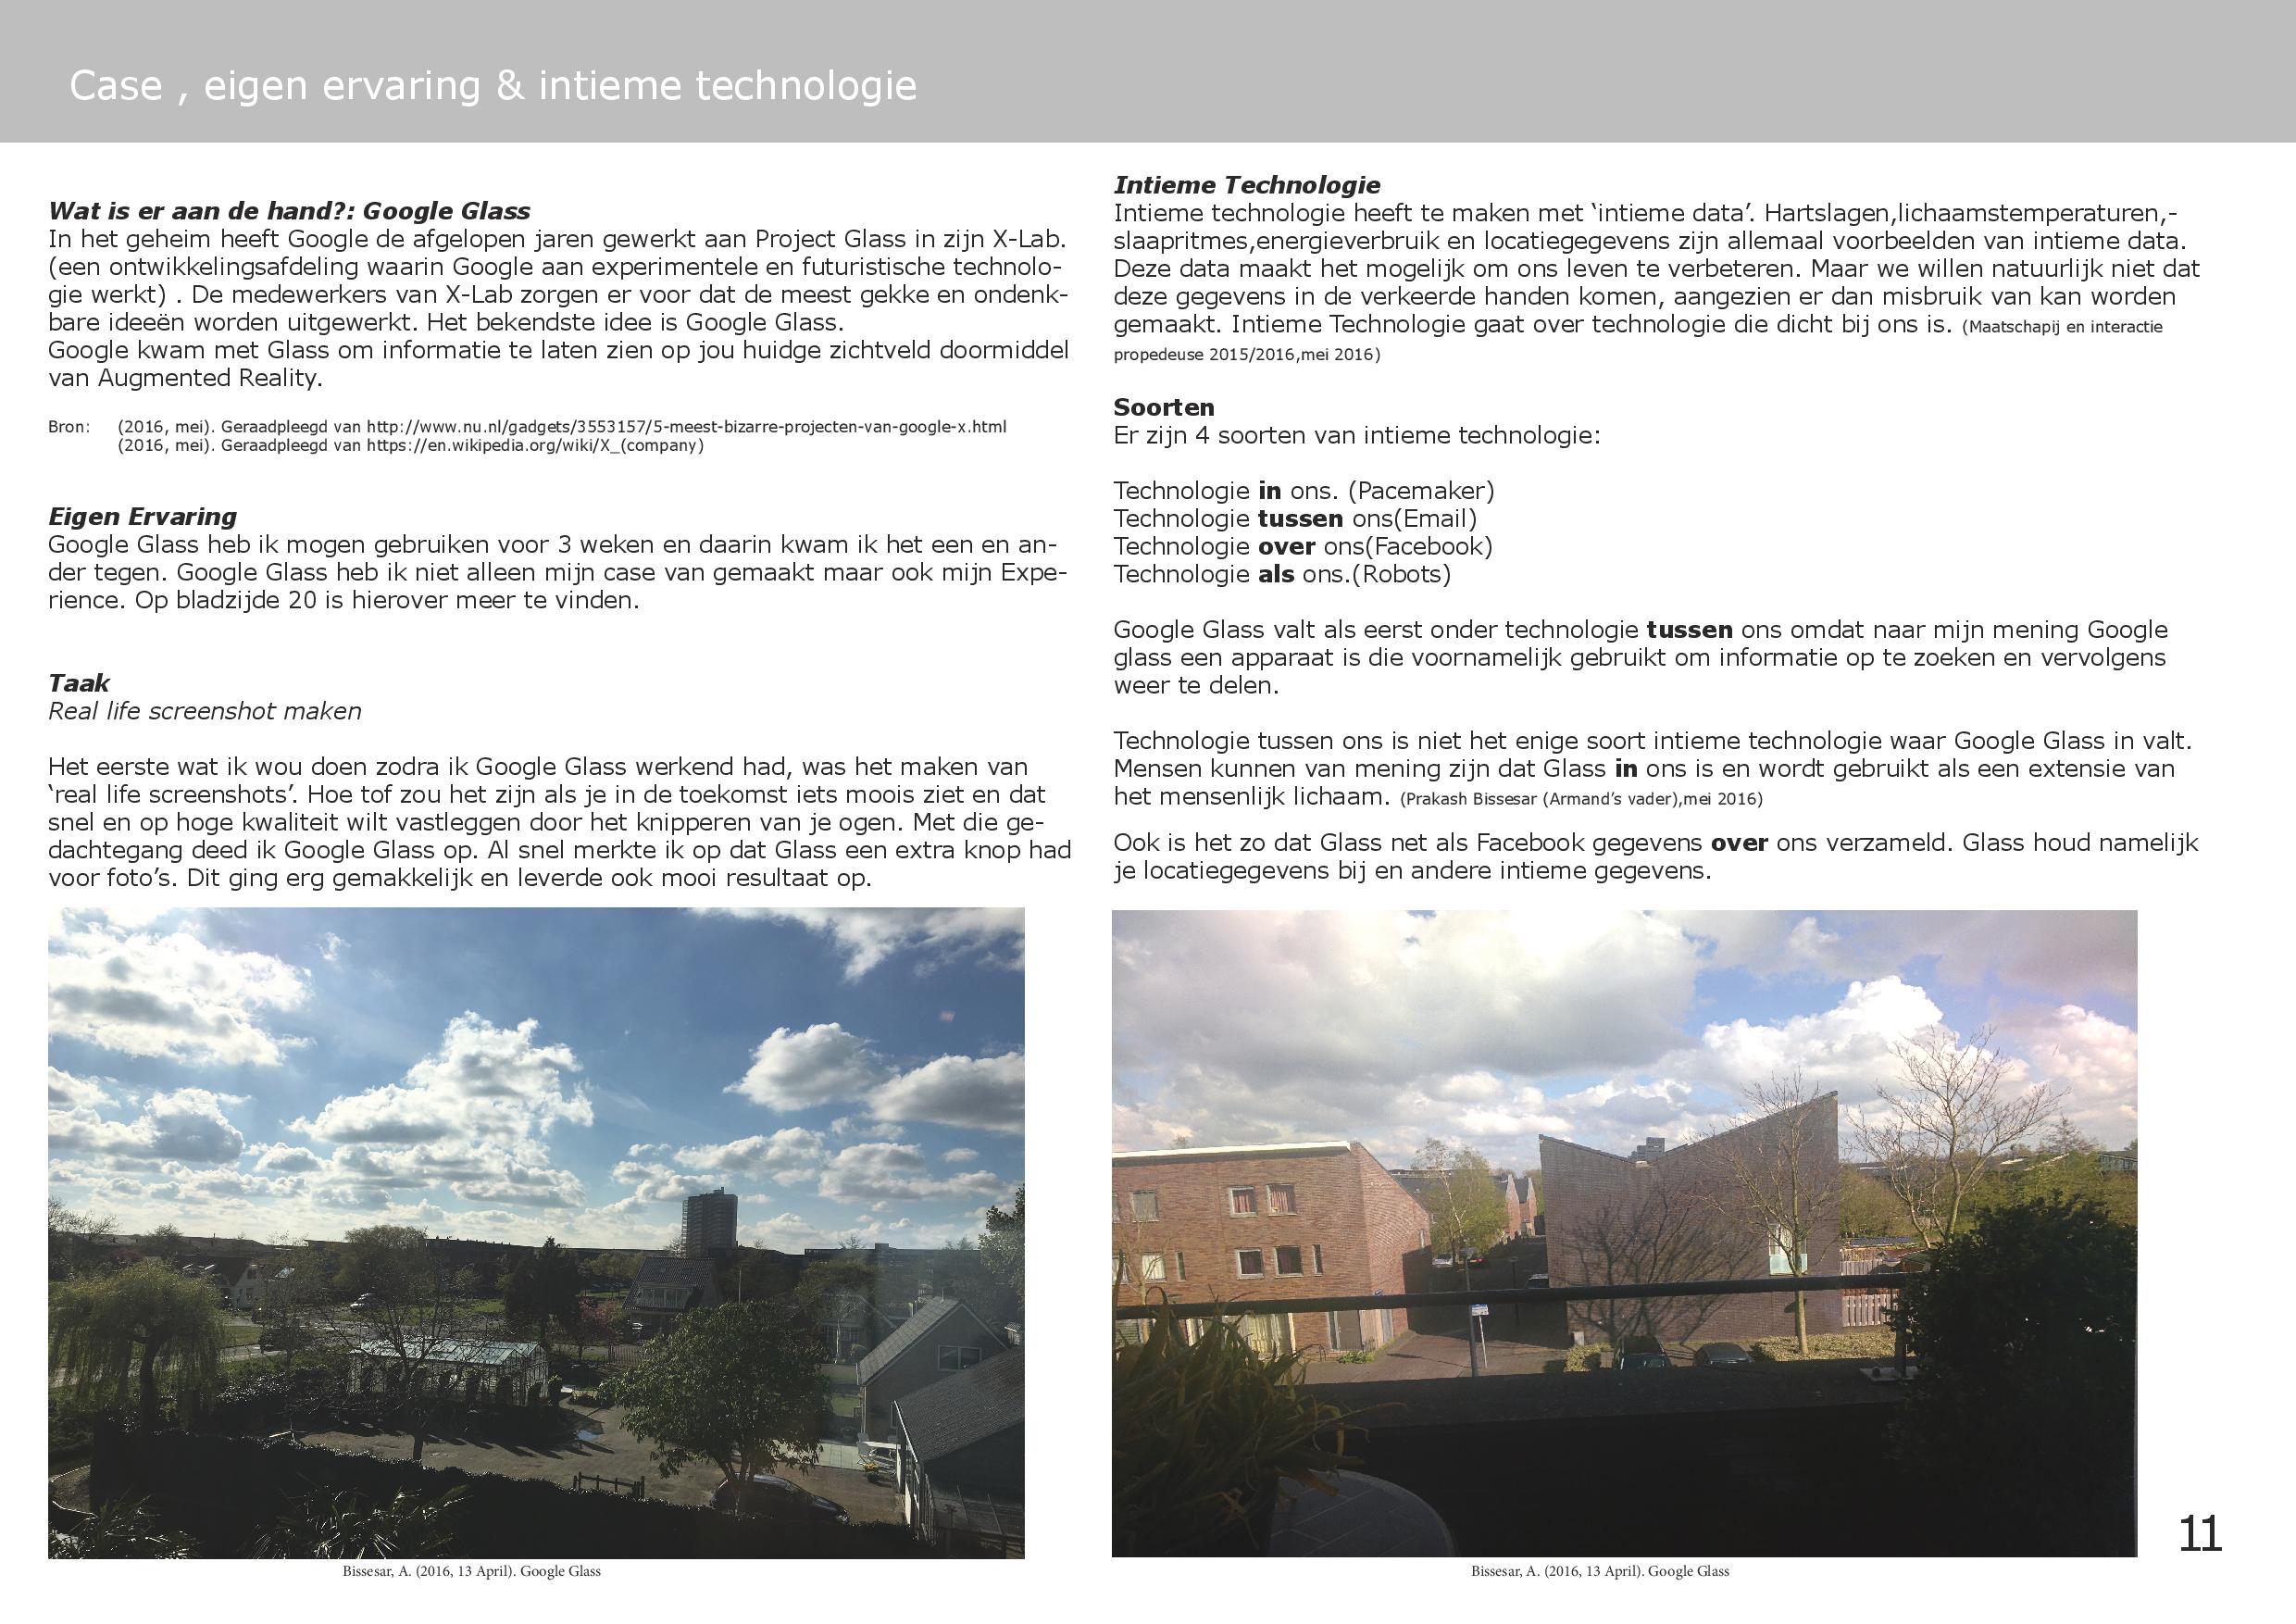 Case , eigen ervaring & intieme technologie
Wat is er aan de hand?: Google Glass
In het geheim heeft Google de afgelopen jaren gewerkt aan Project Glass in zijn X-Lab.
(een ontwikkelingsafdeling waarin Google aan experimentele en futuristische technolo-
gie werkt) . De medewerkers van X-Lab zorgen er voor dat de meest gekke en ondenk-
bare ideeën worden uitgewerkt. Het bekendste idee is Google Glass.
Google kwam met Glass om informatie te laten zien op jou huidge zichtveld doormiddel
van Augmented Reality.
Bron: (2016, mei). Geraadpleegd van http://www.nu.nl/gadgets/3553157/5-meest-bizarre-projecten-van-google-x.html
(2016, mei). Geraadpleegd van https://en.wikipedia.org/wiki/X_(company)
Eigen Ervaring
Google Glass heb ik mogen gebruiken voor 3 weken en daarin kwam ik het een en an-
der tegen. Google Glass heb ik niet alleen mijn case van gemaakt maar ook mijn Expe-
rience. Op bladzijde 20 is hierover meer te vinden.
Taak
Real life screenshot maken
Het eerste wat ik wou doen zodra ik Google Glass werkend had, was het maken van
‘real life screenshots’. Hoe tof zou het zijn als je in de toekomst iets moois ziet en dat
snel en op hoge kwaliteit wilt vastleggen door het knipperen van je ogen. Met die ge-
dachtegang deed ik Google Glass op. Al snel merkte ik op dat Glass een extra knop had
voor foto’s. Dit ging erg gemakkelijk en leverde ook mooi resultaat op.
Bissesar, A. (2016, 13 April). Google Glass
Intieme Technologie
Intieme technologie heeft te maken met ‘intieme data’. Hartslagen,lichaamstemperaturen,-
slaapritmes,energieverbruik en locatiegegevens zijn allemaal voorbeelden van intieme data.
Deze data maakt het mogelijk om ons leven te verbeteren. Maar we willen natuurlijk niet dat
deze gegevens in de verkeerde handen komen, aangezien er dan misbruik van kan worden
gemaakt. Intieme Technologie gaat over technologie die dicht bij ons is. (Maatschapij en interactie
propedeuse 2015/2016,mei 2016)
Soorten
Er zijn 4 soorten van intieme technologie:
Technologie in ons. (Pacemaker)
Technologie tussen ons(Email)
Technologie over ons(Facebook)
Technologie als ons.(Robots)
Google Glass valt als eerst onder technologie tussen ons omdat naar mijn mening Google
glass een apparaat is die voornamelijk gebruikt om informatie op te zoeken en vervolgens
weer te delen.
Technologie tussen ons is niet het enige soort intieme technologie waar Google Glass in valt.
Mensen kunnen van mening zijn dat Glass in ons is en wordt gebruikt als een extensie van
het mensenlijk lichaam. (Prakash Bissesar (Armand’s vader),mei 2016)
Ook is het zo dat Glass net als Facebook gegevens over ons verzameld. Glass houd namelijk
je locatiegegevens bij en andere intieme gegevens.
Bissesar, A. (2016, 13 April). Google Glass
11